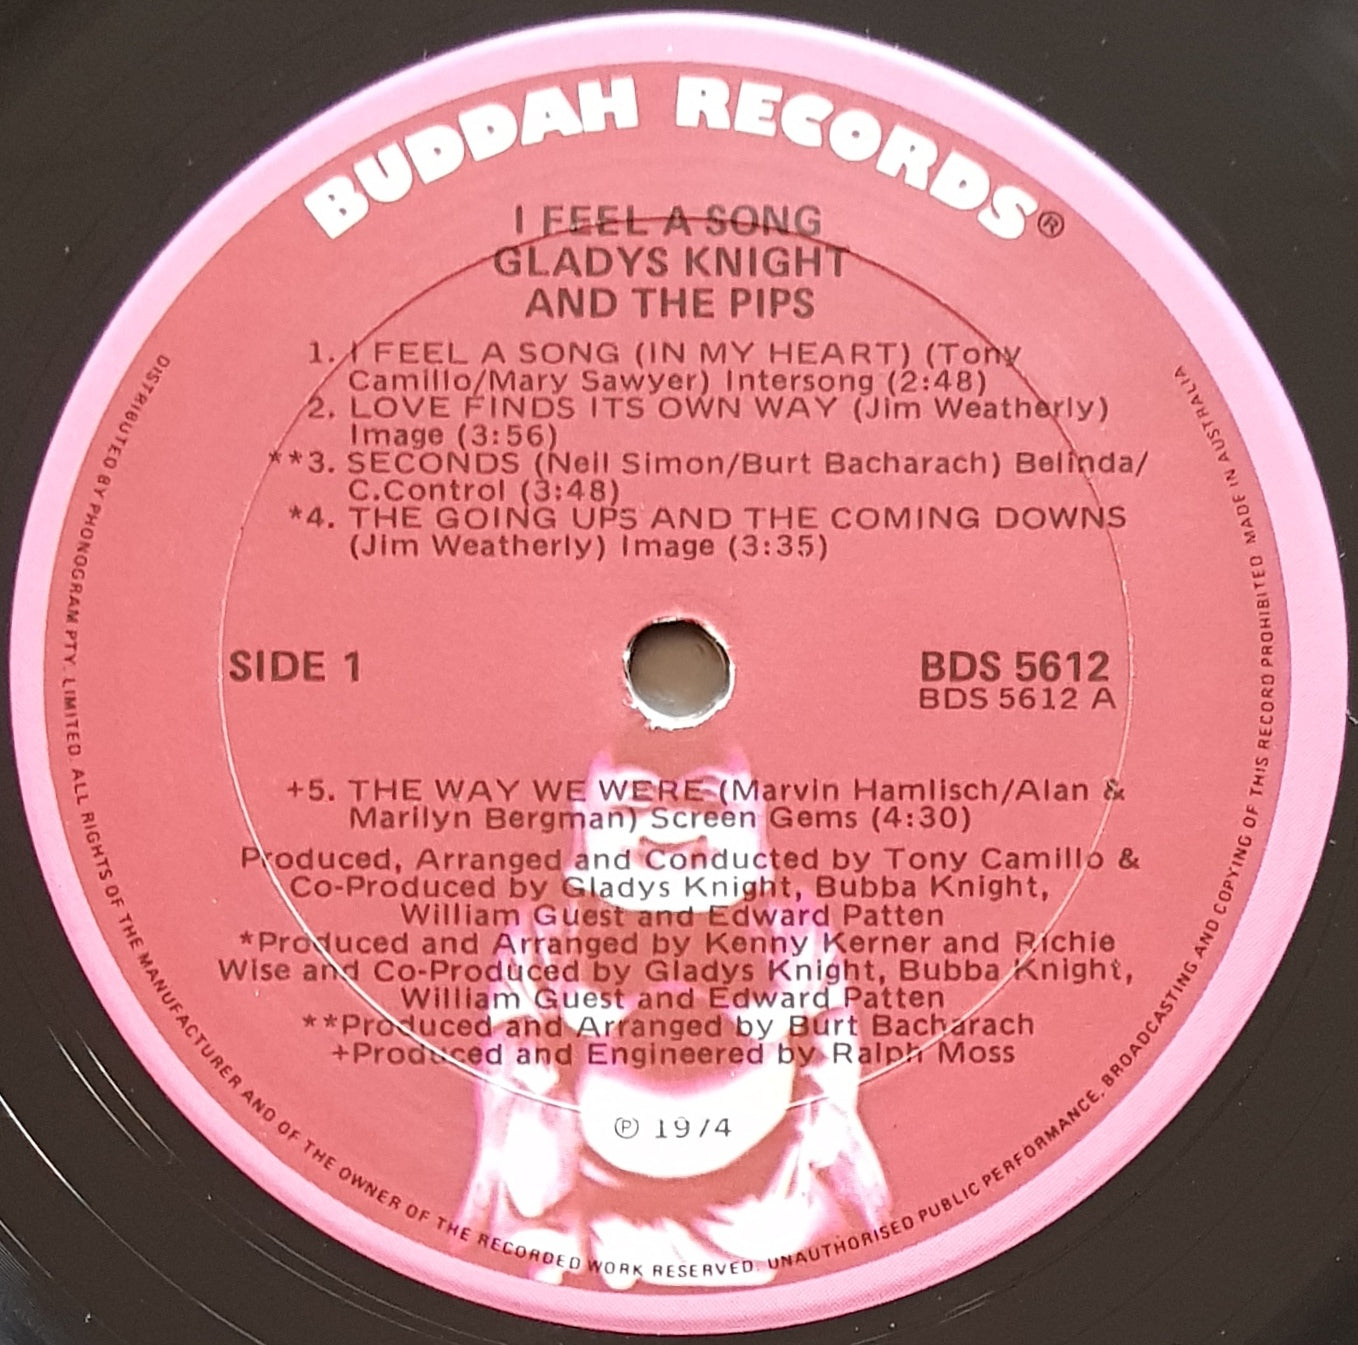 BUDDAH RECORDS®
I FEEL A SONG
GLADYS KNIGHT
AND THE PIPS
1. I FEEL A SONG (IN MY HEART) (Tony
Camillo/Mary Sawyer) Intersong (2:48)
2. LOVE FINDS ITS OWN WAY (Jim Weatherly)
Image (3:56)
**3. SECONDS (Neil Simon/Burt Bacharach) Belinda/
C.Control (3:48)
*4. THE GOING UPS AND THE COMING DOWNS
(Jim Weatherly) Image (3:35)
SIDE 1
BDS 5612
BDS 5612 A
+5. THE WAY WE WERE (Marvin Hamlisch/Alan &
Marilyn Bergman) Screen Gems (4:30)
Produced, Arranged and Conducted by Tony Camillo &
Co-Produced by Gladys Knight, Bubba Knight,
William Guest and Edward Patten
*Produced and Arranged by Kenny Kerner and Richie
Wise and Co-Produced by Gladys Knight, Bubba Knight,
William Guest and Edward Patten
**Produced and Arranged by Burt Bacharach
+Produced and Engineered by Ralph Moss
℗ 1974
DISTRIBUTED BY PHONOGRAM PTY. LIMITED. ALL RIGHTS OF THE MANUFACTURER AND OF THE OWNER OF THE RECORDED WORK RESERVED. UNAUTHORISED PUBLIC PERFORMANCE, BROADCASTING AND COPYING OF THIS RECORD PROHIBITED MADE IN AUSTRALIA